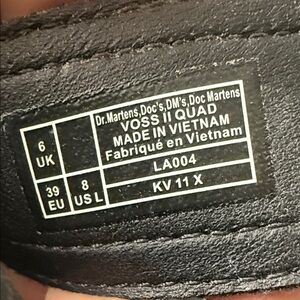 Dr.Martens,Doc's,DM's,Doc Martens
VOSS II QUAD
MADE IN VIETNAM
Fabriqué en Vietnam
6
UK
39
EU
8
US L
LA004
KV 11 X